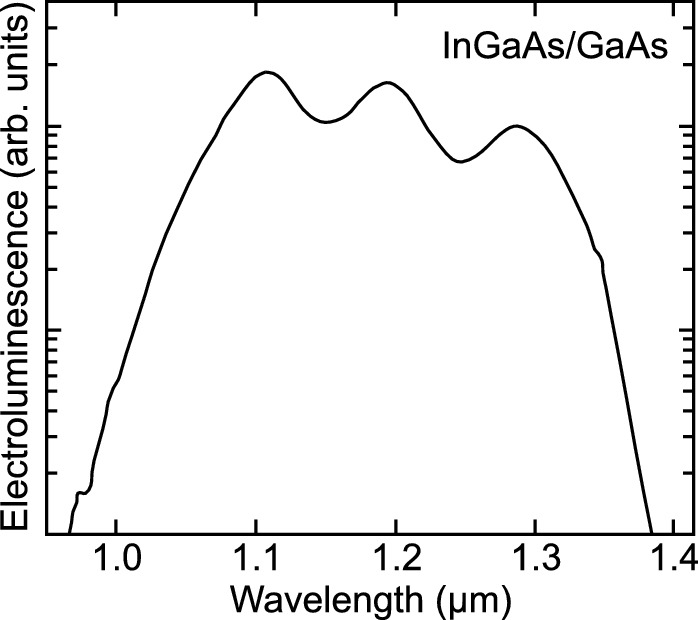 InGaAs/GaAs
Electroluminescence (arb. units)
1.0 1.1 1.2 1.3 1.4
Wavelength (μm)